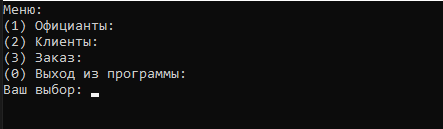 Меню:
(1) Официанты:
(2) Клиенты:
(3) Заказ:
(0) Выход из программы:
Ваш выбор: